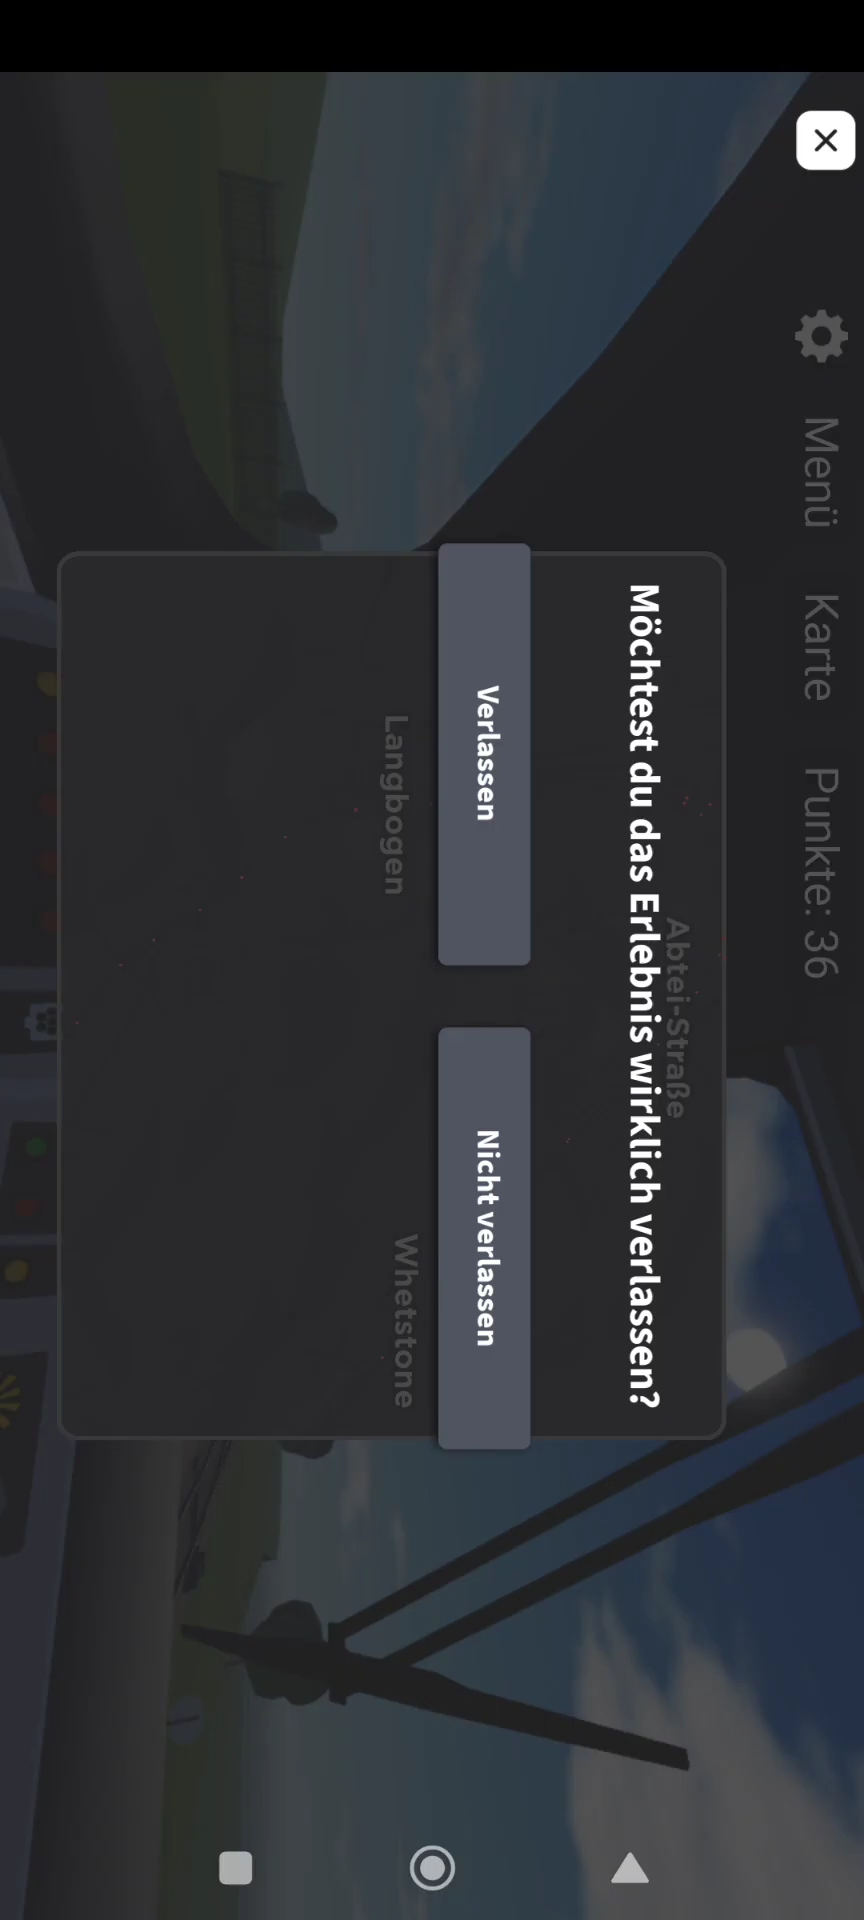 Menü Karte Punkte: 36
Abtei-Straße
Möchtest du das Erlebnis wirklich verlassen?
Verlassen
Nicht verlassen
Langbogen
Whetstone